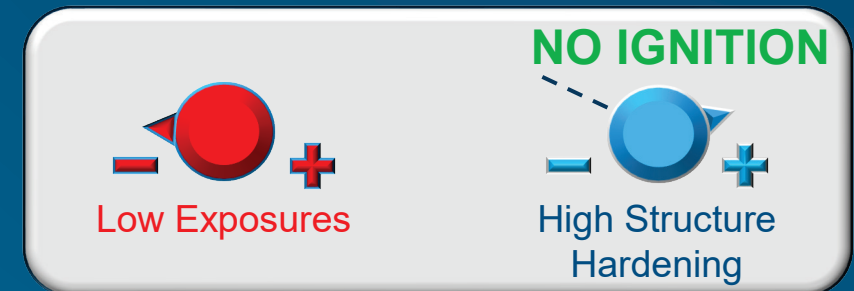 NO IGNITION
Low Exposures
High Structure
Hardening